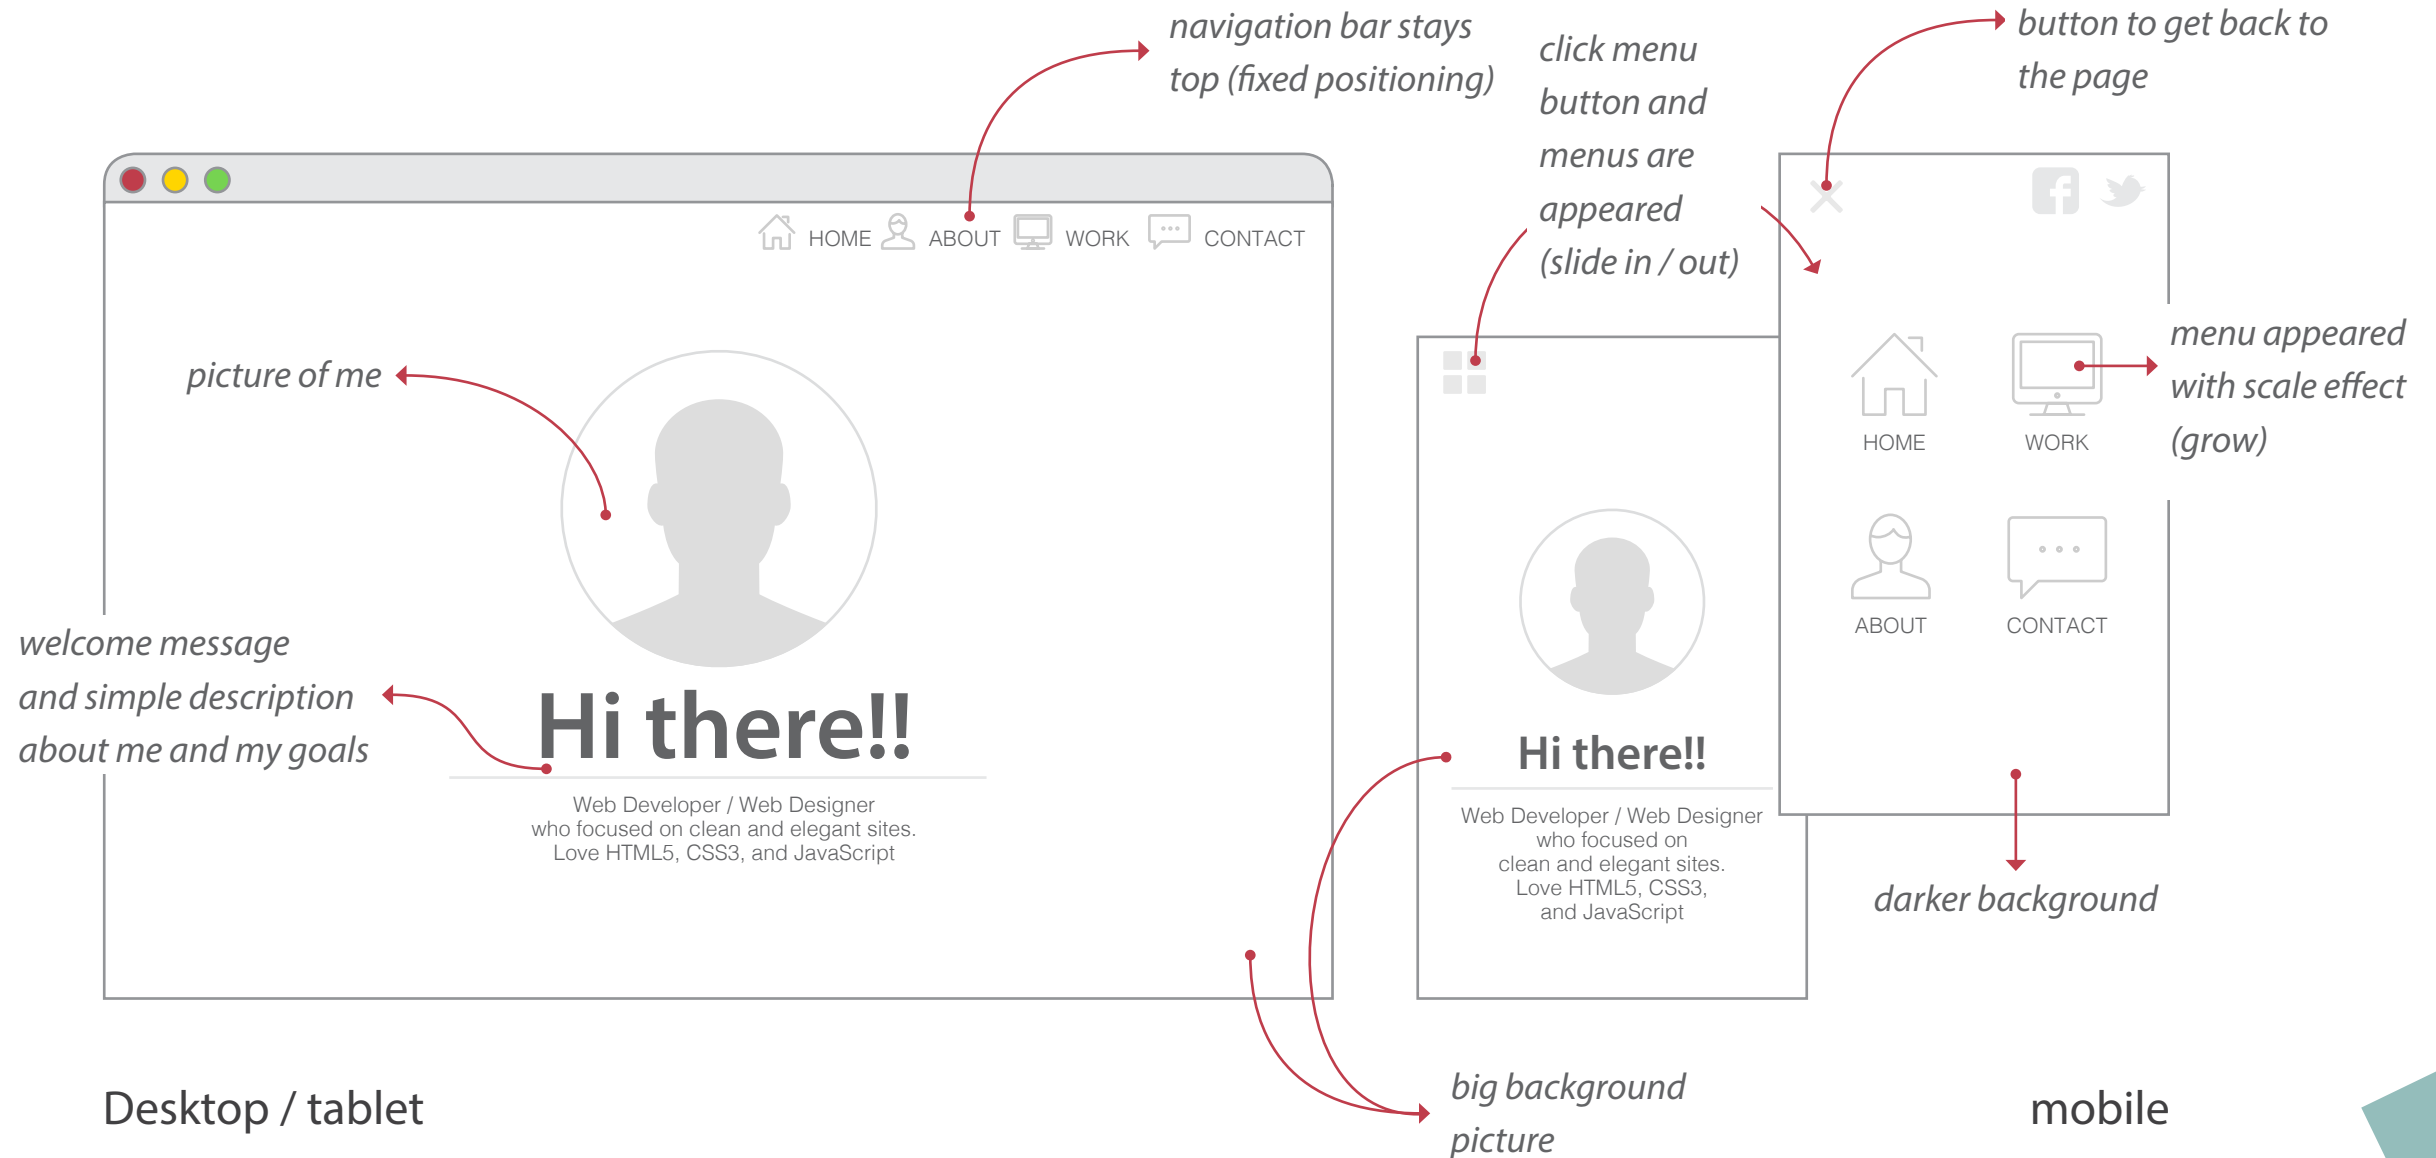 navigation bar stays
top (fixed positioning)
click menu
button and
menus are
appeared
(slide in / out)
button to get back to
the page
HOME ABOUT WORK CONTACT
picture of me
welcome message
and simple description
about me and my goals
Hi there!!
Web Developer / Web Designer
who focused on clean and elegant sites.
Love HTML5, CSS3, and JavaScript
Hi there!!
Web Developer / Web Designer
who focused on
clean and elegant sites.
Love HTML5, CSS3,
and JavaScript
HOME WORK
ABOUT CONTACT
menu appeared
with scale effect
(grow)
darker background
big background
picture
Desktop / tablet
mobile